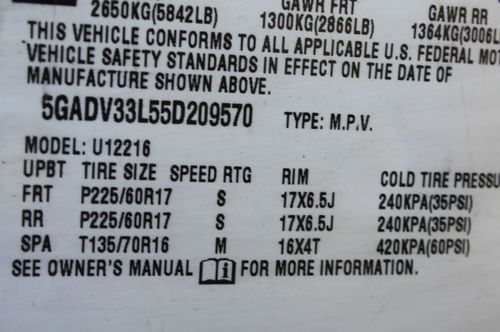 GAWR FRT GAWR RR
2650KG(5842LB) 1300KG(2866LB) 1364KG(3006L
THIS VEHICLE CONFORMS TO ALL APPLICABLE U.S. FEDERAL MOT
VEHICLE SAFETY STANDARDS IN EFFECT ON THE DATE OF
MANUFACTURE SHOWN ABOVE.
5GADV33L55D209570 TYPE: M.P.V.
MODEL: U12216
UPBT TIRE SIZE SPEED RTG RIM COLD TIRE PRESSU
FRT P225/60R17 S 17X6.5J 240KPA(35PSI)
RR P225/60R17 S 17X6.5J 240KPA(35PSI)
SPA T135/70R16 M 16X4T 420KPA(60PSI)
SEE OWNER'S MANUAL FOR MORE INFORMATION.